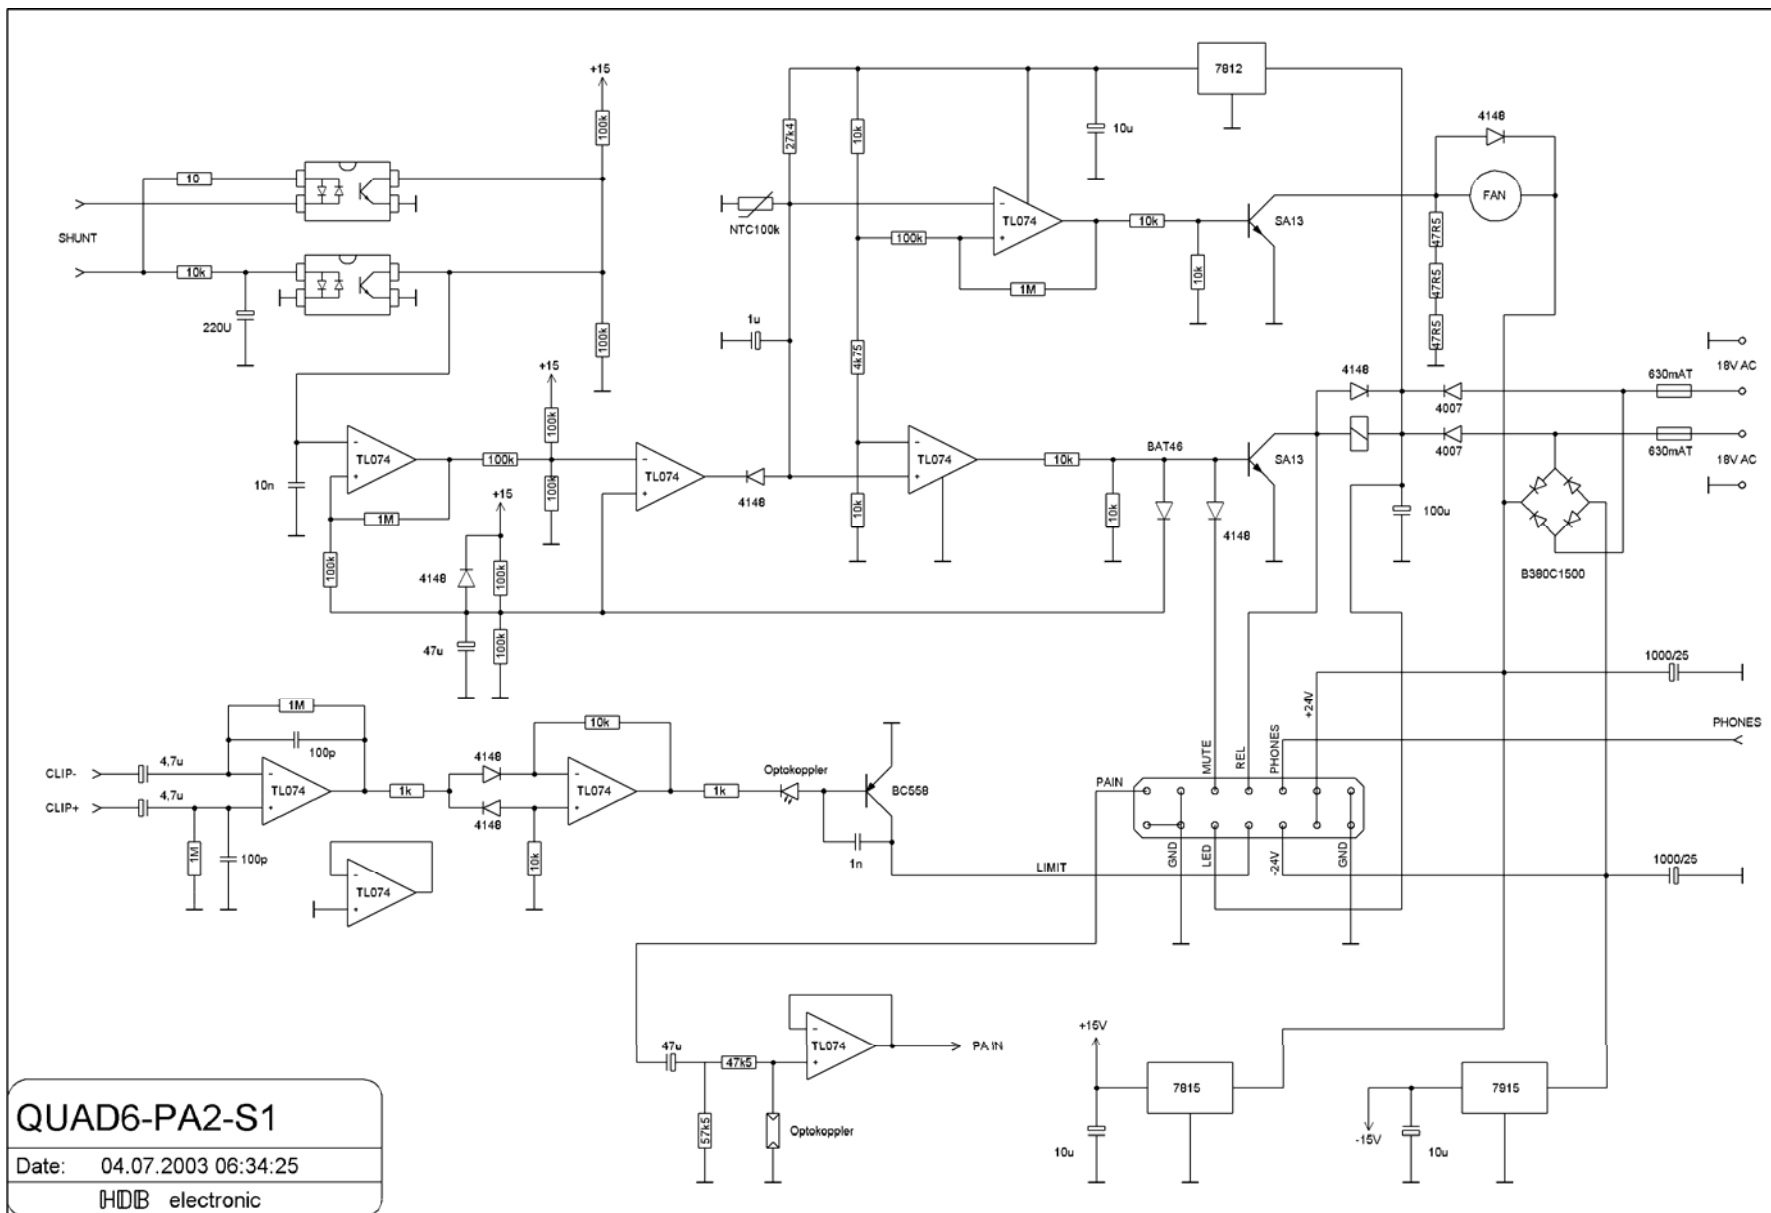 7812
+15
100k
27k4
10k
10u
4148
10
SHUNT
NTC100k
TL074
100k
10k
10k
SA13
FAN
47R5
47R5
47R5
10k
220U
1M
1u
100k
4k75
18V AC
630mAT
+15
4148
4007
100k
TL074
100k
TL074
4148
TL074
10k
BAT46
SA13
4007
630mAT
18V AC
10n
100k
+15
1M
10k
10k
4148
100u
100k
4148
100k
B380C1500
47u
100k
1000/25
1M
10k
+24V
PHONES
100p
4148
MUTE
REL
PHONES
CLIP-
4,7u
Optokoppler
PAIN
TL074
1k
TL074
1k
BC558
CLIP+
4,7u
4148
1M
100p
10k
1n
LIMIT
GND
LED
-24V
GND
1000/25
TL074
+15V
47u
47k5
TL074
PAIN
7815
7915
57k5
Optokoppler
10u
-15V
10u
QUAD6-PA2-S1
Date: 04.07.2003 06:34:25
HDB electronic